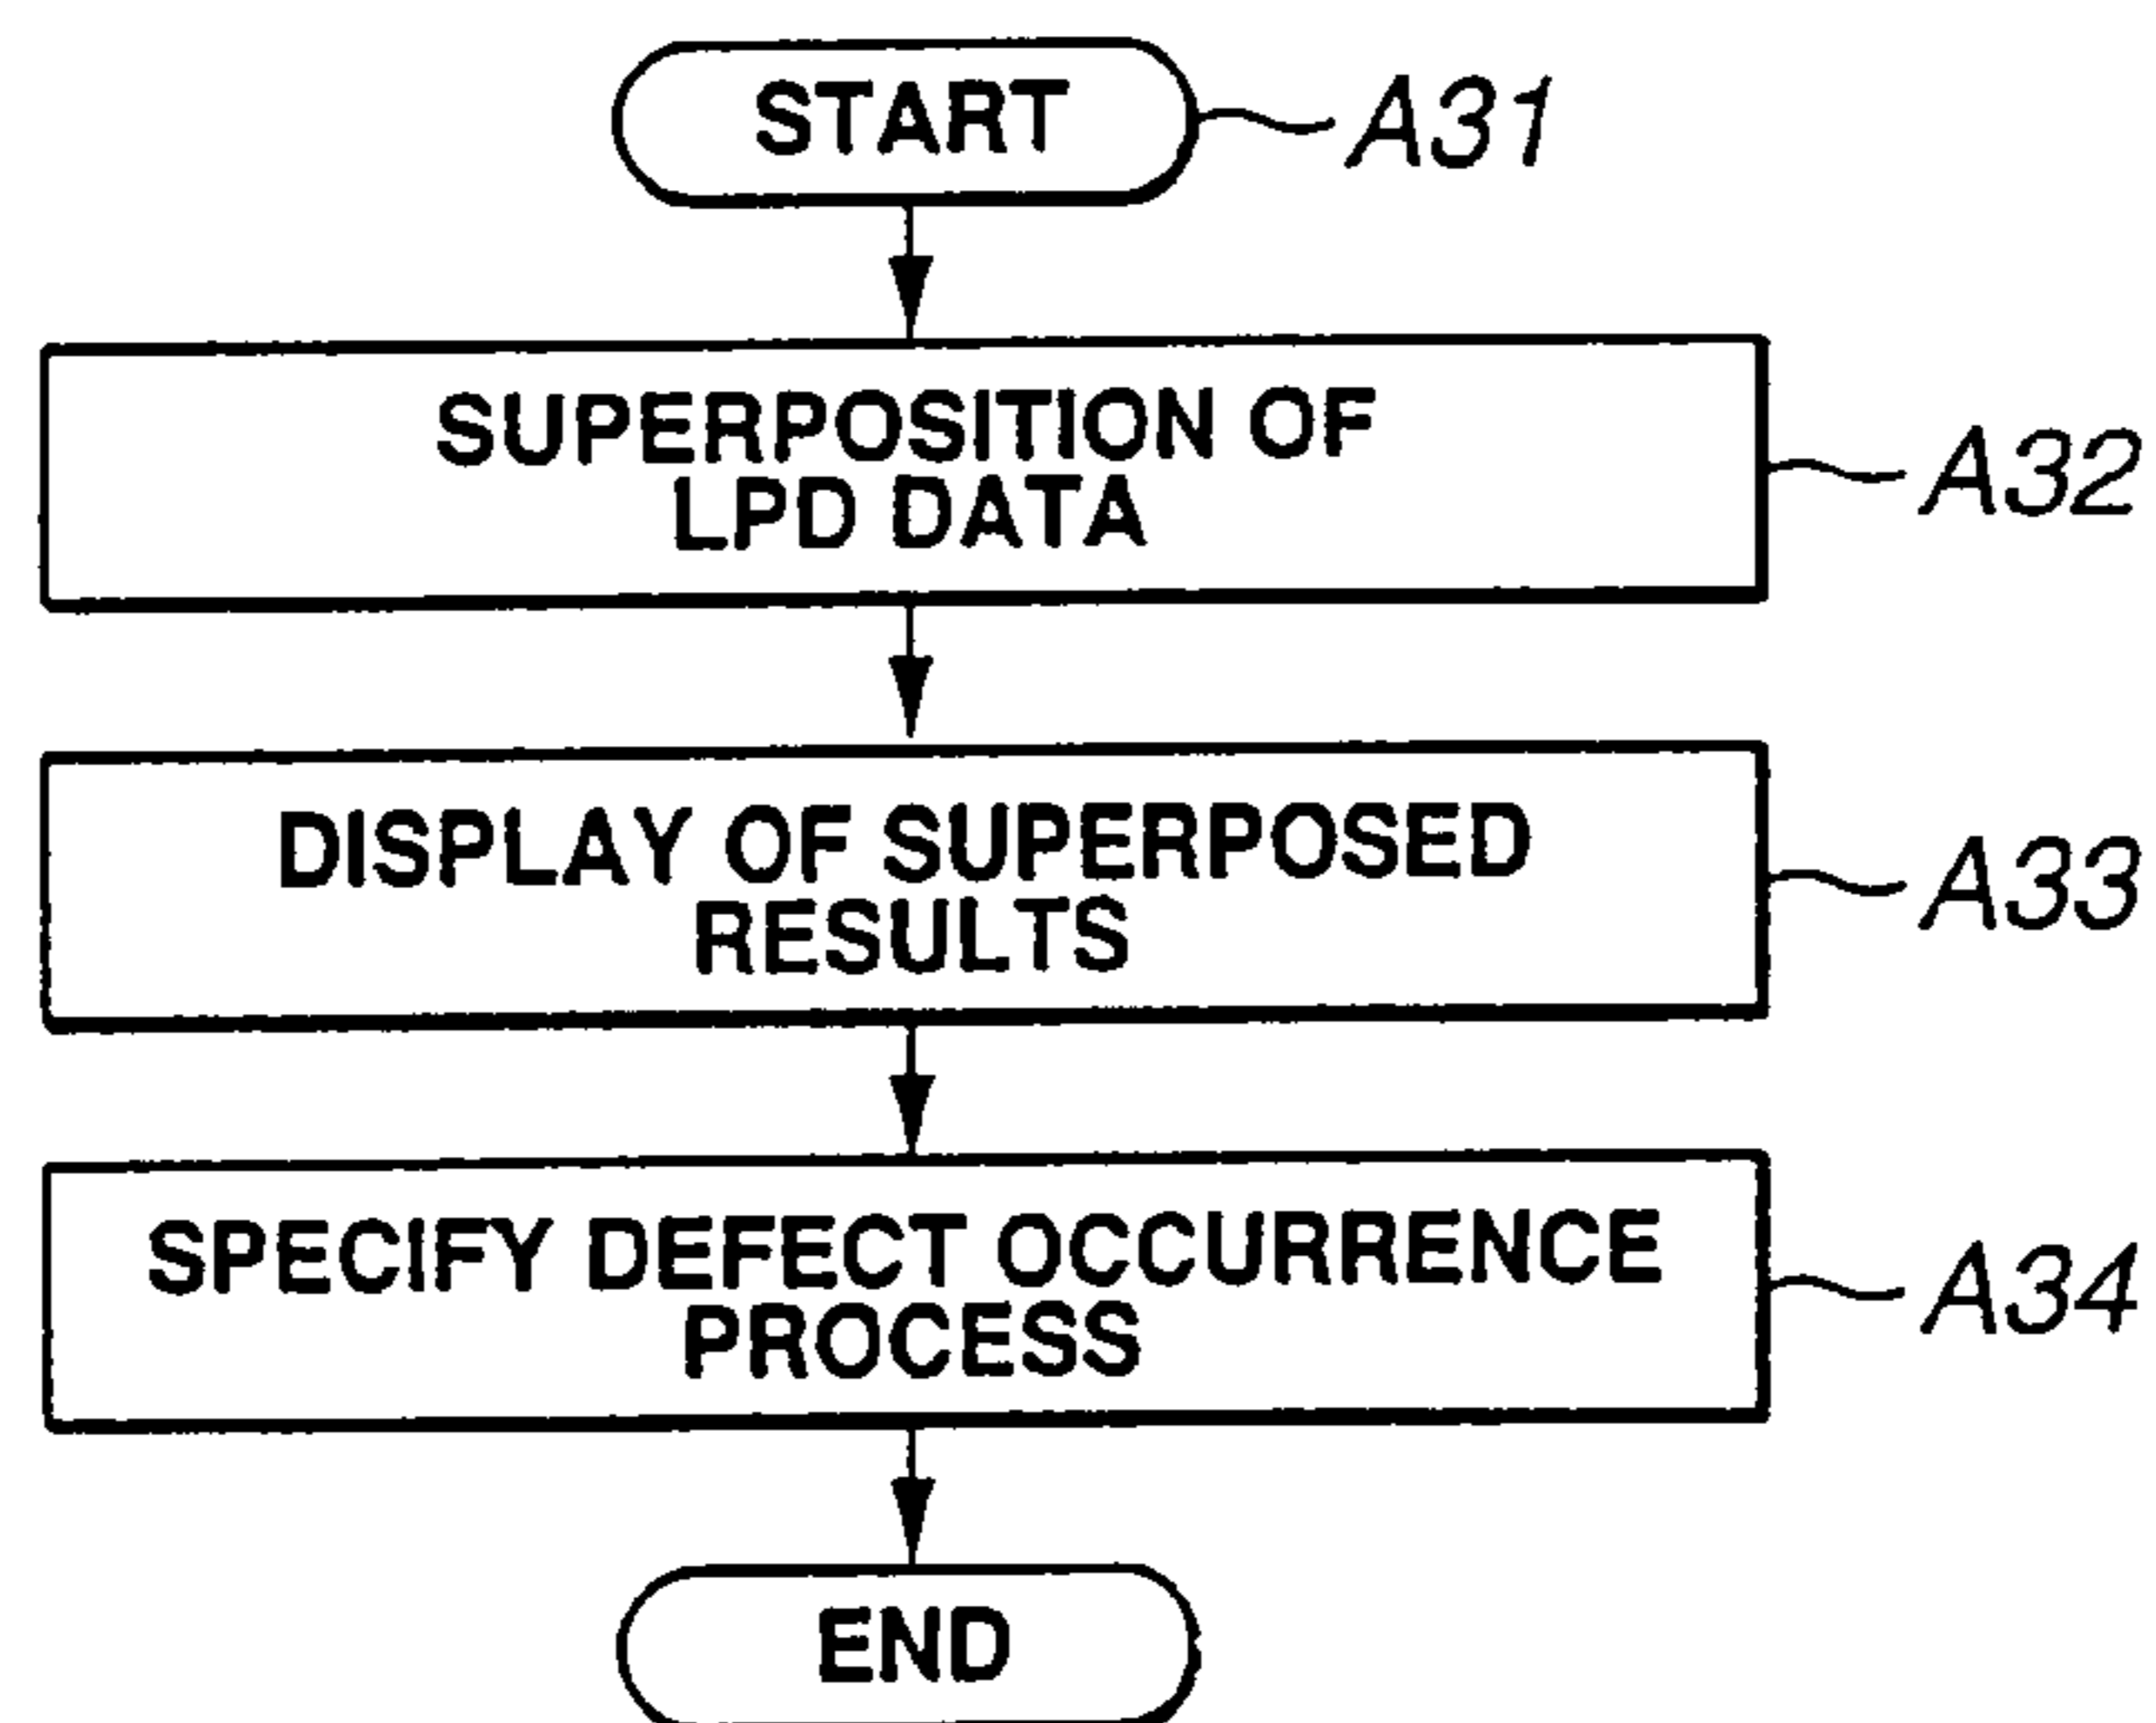 START
A31
SUPERPOSITION OF
LPD DATA
A32
DISPLAY OF SUPERPOSED
RESULTS
A33
SPECIFY DEFECT OCCURRENCE
PROCESS
A34
END